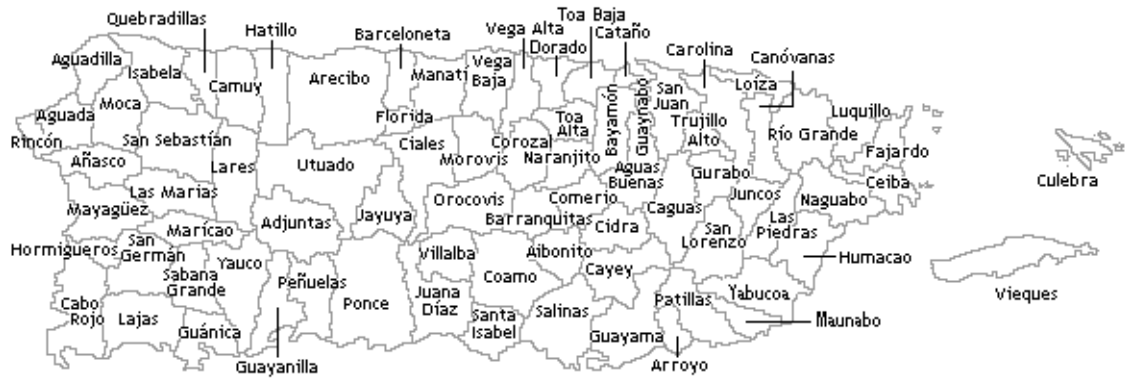 Toa Baja
Quebradillas
Hatillo
Barceloneta
Vega Alta
Cataño
Dorado
Carolina
Canóvanas
Aguadilla
Isabela
Camuy
Arecibo
Manatí
Vega
Baja
San
Juan
Loíza
Moca
Aguada
Florida
Toa
Alta
Bayamón
Guaynabo
Trujillo
Alto
Río Grande
Luquillo
Rincón
San Sebastían
Ciales
Corozal
Fajardo
Añasco
Lares
Utuado
Morovis
Naranjito
Aguas
Buenas
Gurabo
Ceiba
Culebra
Las Marias
Mayagüez
Orocovis
Comerio
Juncos
Naguabo
Adjuntas
Jayuya
Barranquitas
Caguas
Cidra
Las
Piedras
Marícao
San
Lorenzo
Hormigueros
San
Germán
Villalba
Aibonito
Humacao
Sabana
Grande
Yauco
Peñuelas
Coamo
Cayey
Vieques
Cabo
Rojo
Lajas
Guánica
Ponce
Juana
Díaz
Santa
Isabel
Salinas
Patillas
Yabucoa
Maunabo
Guayama
Guayanilla
Arroyo